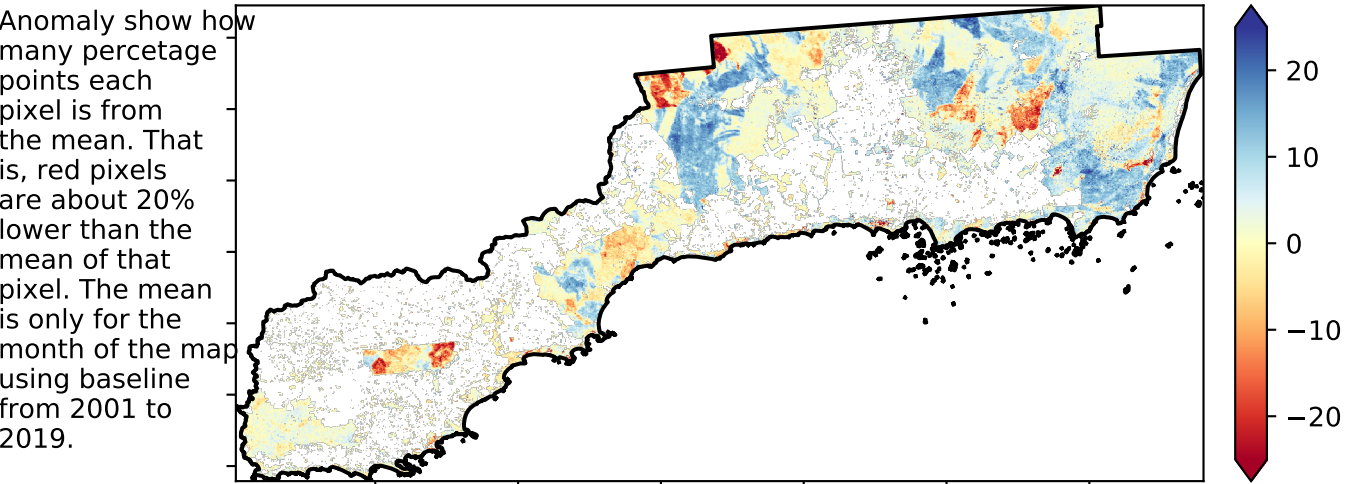 Anomaly show how
many percetage
points each
pixel is from
the mean. That
is, red pixels
are about 20%
lower than the
mean of that
pixel. The mean
is only for the
month of the map
using baseline
from 2001 to
2019.
20
10
0
−10
−20